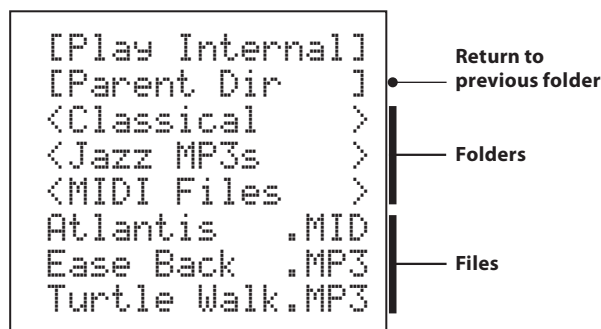 [Play Internal]
[Parent Dir ]
<Classical >
<Jazz MP3s >
<MIDI Files >
Atlantis .MID
Ease Back .MP3
Turtle Walk.MP3
Return to
previous folder
Folders
Files